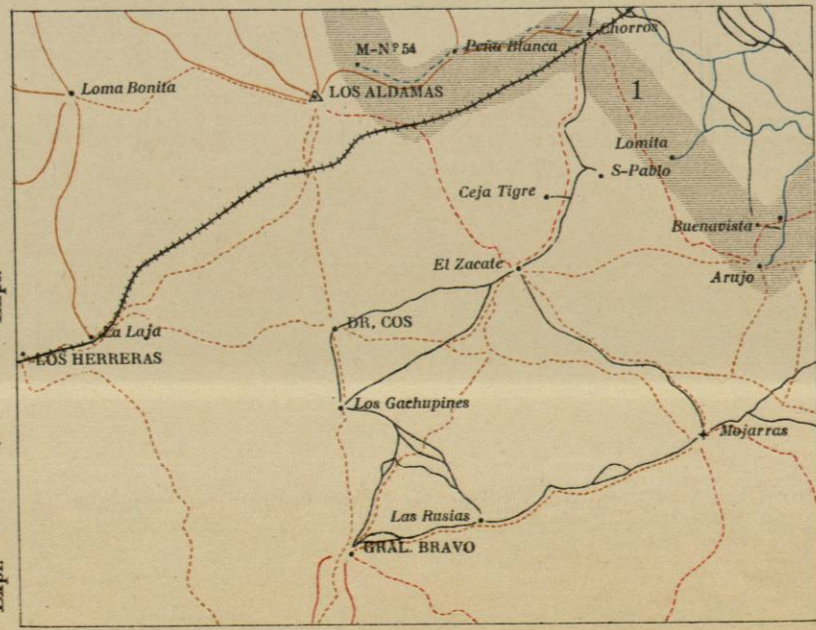 Chorros
M-Nº 54
Peña Blanca
Loma Bonita
LOS ALDAMAS
1
Lomita
S-Pablo
Ceja Tigre
Buenavista
El Zacate
Arujo
DR. COS
La Laja
LOS HERRERAS
Los Gachupines
Mojarras
Las Rusias
GRAL. BRAVO